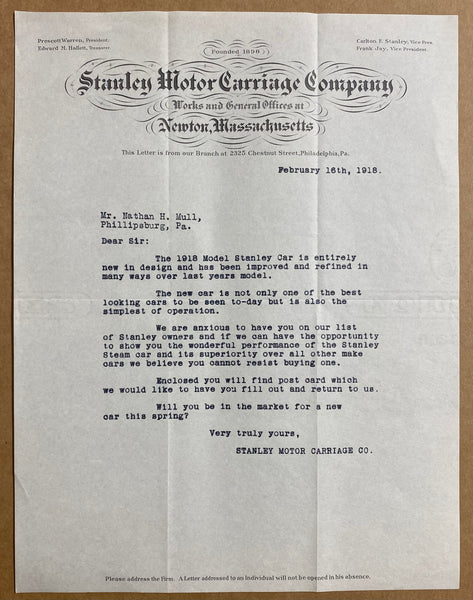 Prescott Warren, President.
Edward M. Hallett, Treasurer.
Carlton F. Stanley, Vice Pres.
Frank Jay, Vice President.
Founded 1898
Stanley Motor Carriage Company
Works and General Offices at
Newton, Massachusetts
This Letter is from our Branch at 2325 Chestnut Street, Philadelphia, Pa.
February 16th, 1918.
Mr. Nathan H. Mull,
Phillipsburg, Pa.
Dear Sir:
The 1918 Model Stanley Car is entirely
new in design and has been improved and refined in
many ways over last years model.
The new car is not only one of the best
looking cars to be seen to-day but is also the
simplest of operation.
We are anxious to have you on our list
of Stanley owners and if we can have the opportunity
to show you the wonderful performance of the Stanley
Steam car and its superiority over all other make
cars we believe you cannot resist buying one.
Enclosed you will find post card which
we would like to have you fill out and return to us.
Will you be in the market for a new
car this spring?
Very truly yours,
STANLEY MOTOR CARRIAGE CO.
Please address the Firm. A Letter addressed to an Individual will not be opened in his absence.